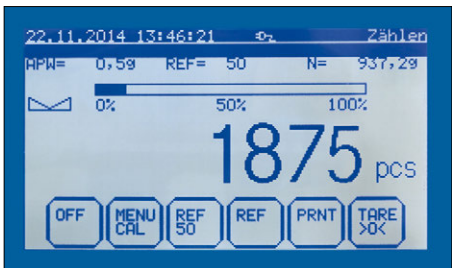 22.11.2014 13:46:21 Zählen
APW= 0,5g REF= 50 N= 937,2g
0% 50% 100%
1875 pcs
OFF MENU CAL REF 50 REF PRNT TARE >0<